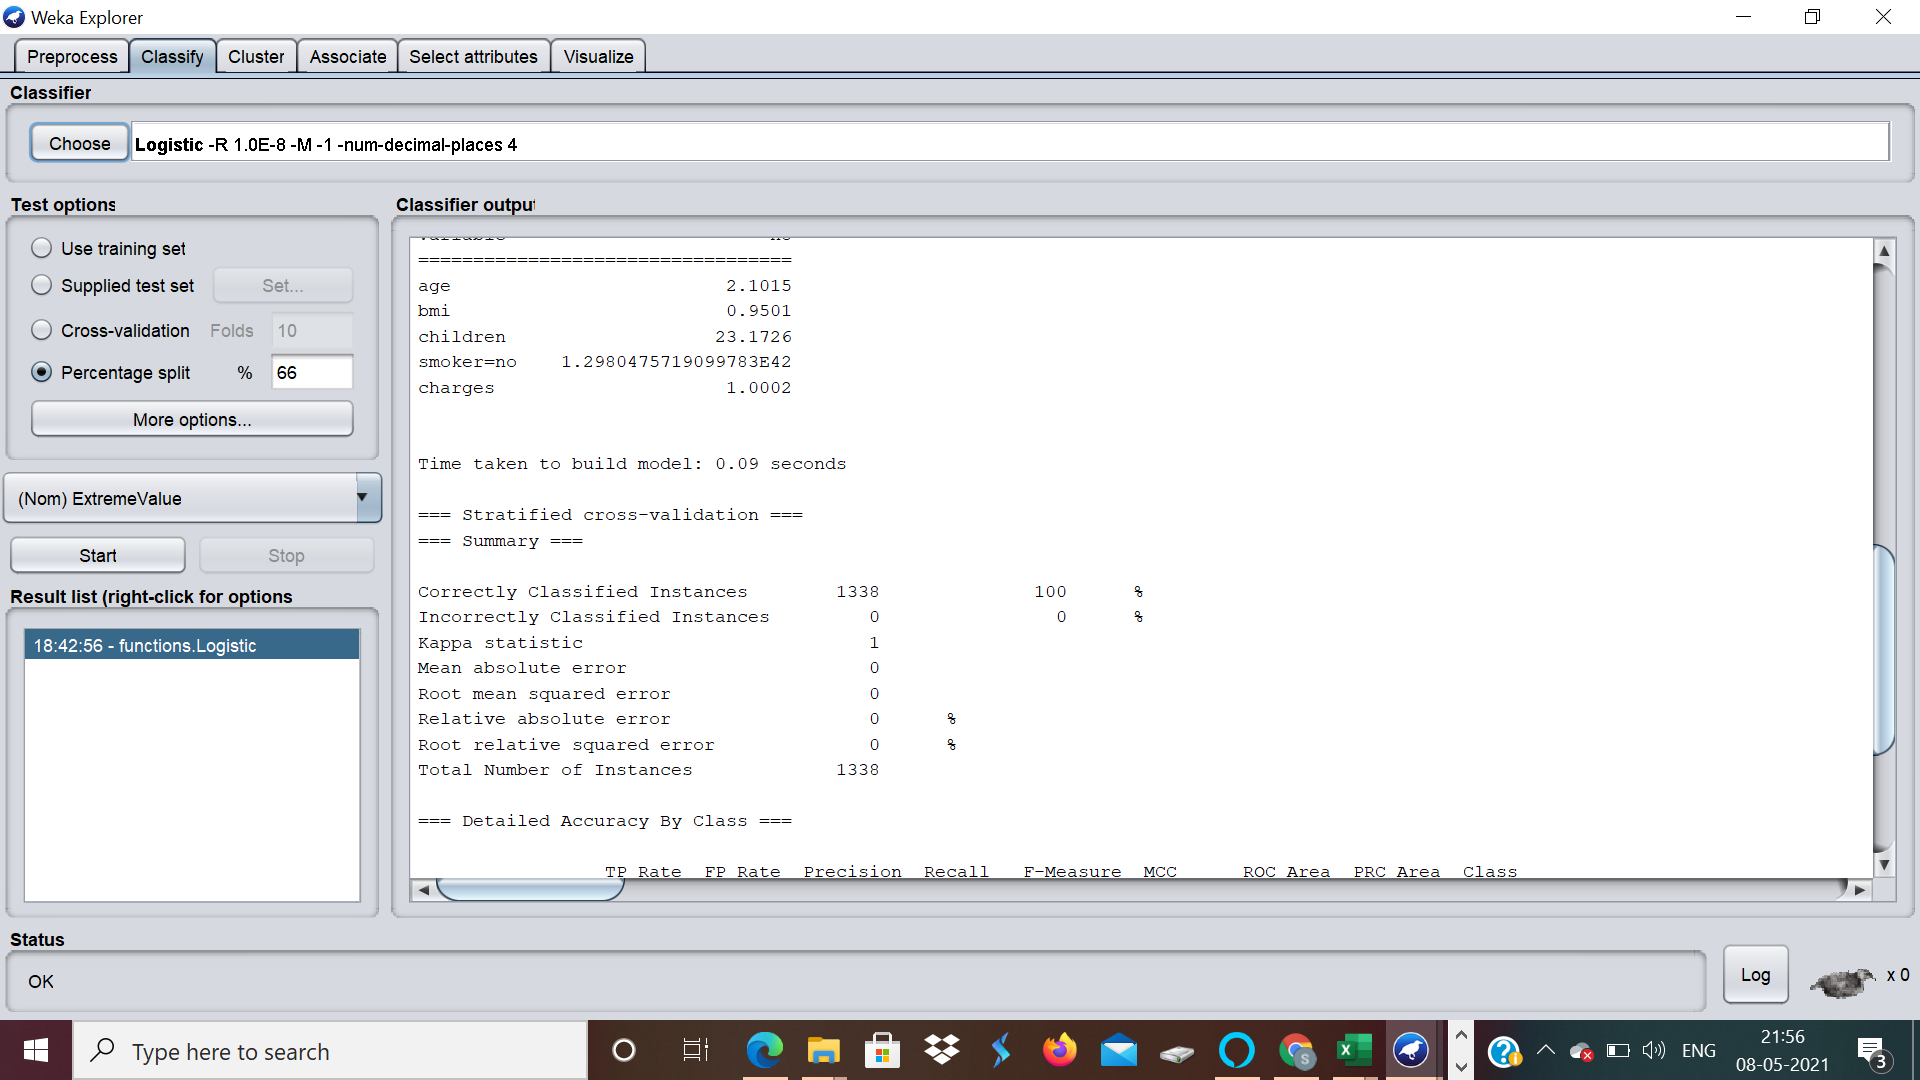 Weka Explorer
Preprocess Classify Cluster Associate Select attributes Visualize
Classifier
Choose Logistic -R 1.0E-8 -M -1 -num-decimal-places 4
Test options
Use training set
Supplied test set Set...
Cross-validation Folds 10
Percentage split % 66
More options...
(Nom) ExtremeValue
Start Stop
Result list (right-click for options
18:42:56 - functions.Logistic
Classifier output
=================================
age 2.1015
bmi 0.9501
children 23.1726
smoker=no 1.2980475719099783E42
charges 1.0002
Time taken to build model: 0.09 seconds
=== Stratified cross-validation ===
=== Summary ===
Correctly Classified Instances 1338 100 %
Incorrectly Classified Instances 0 0 %
Kappa statistic 1
Mean absolute error 0
Root mean squared error 0
Relative absolute error 0 %
Root relative squared error 0 %
Total Number of Instances 1338
=== Detailed Accuracy By Class ===
TP Rate FP Rate Precision Recall F-Measure MCC ROC Area PRC Area Class
Status
OK
Log x 0
Type here to search
S
X
ENG
21:56
08-05-2021
3